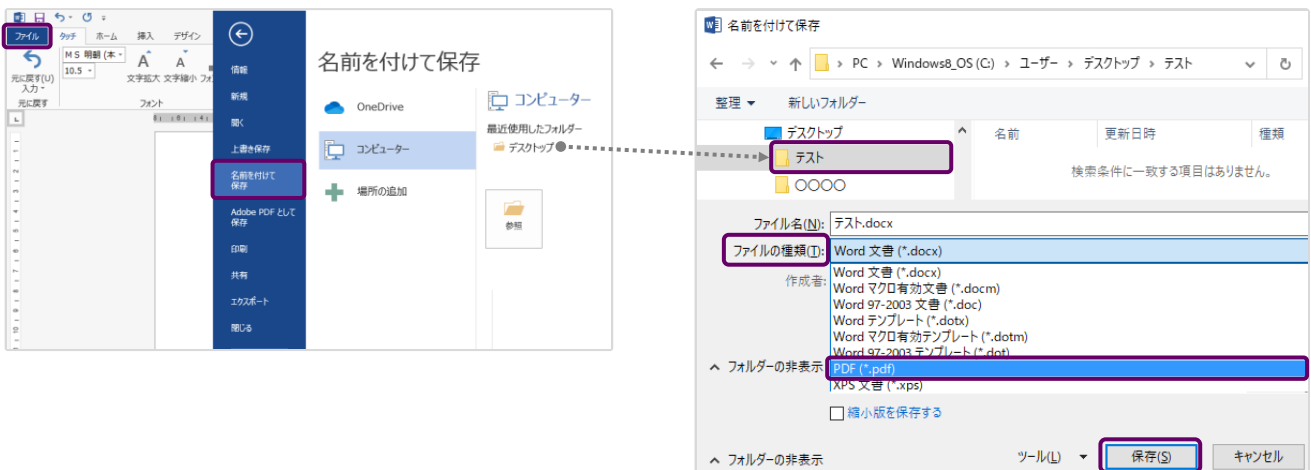 ファイル タッチ ホーム 挿入 デザイン
MS 明朝 (本
10.5
元に戻す(U)
入力
元に戻す
文字拡大 文字縮小 フォ
フォント
L
情報
新規
開く
上書き保存
名前を付けて
保存
Adobe PDF として
保存
印刷
共有
エクスポート
閉じる
名前を付けて保存
OneDrive
コンピューター
場所の追加
コンピューター
最近使用したフォルダー
デスクトップ
参照
名前を付けて保存
PC › Windows8_OS (C:) › ユーザー › デスクトップ › テスト
整理 ▼ 新しいフォルダー
デスクトップ
テスト
〇〇〇〇
名前 更新日時 種類
検索条件に一致する項目はありません。
ファイル名(N): テスト.docx
ファイルの種類(T): Word 文書 (*.docx)
作成者:
Word 文書 (*.docx)
Word マクロ有効文書 (*.docm)
Word 97-2003 文書 (*.doc)
Word テンプレート (*.dotx)
Word マクロ有効テンプレート (*.dotm)
Word 97-2003 テンプレート (*.dot)
フォルダーの非表示
PDF (*.pdf)
XPS 文書 (*.xps)
縮小版を保存する
フォルダーの非表示 ツール(L) ▼ 保存(S) キャンセル